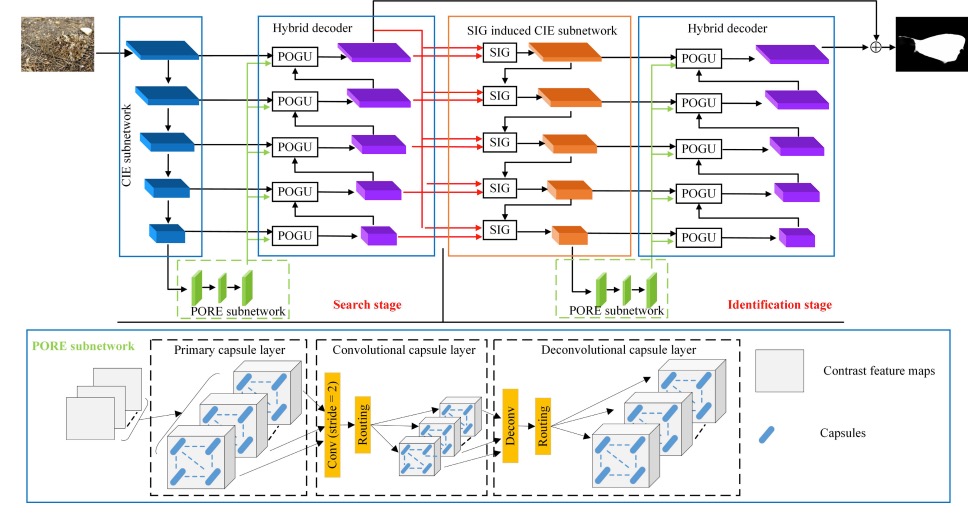 Hybrid decoder
SIG induced CIE subnetwork
Hybrid decoder
CIE subnetwork
POGU
POGU
POGU
POGU
POGU
SIG
SIG
SIG
SIG
SIG
POGU
POGU
POGU
POGU
POGU
PORE subnetwork
Search stage
PORE subnetwork
Identification stage
PORE subnetwork
Primary capsule layer
Convolutional capsule layer
Deconvolutional capsule layer
Conv (stride = 2)
Routing
Deconv
Routing
Contrast feature maps
Capsules